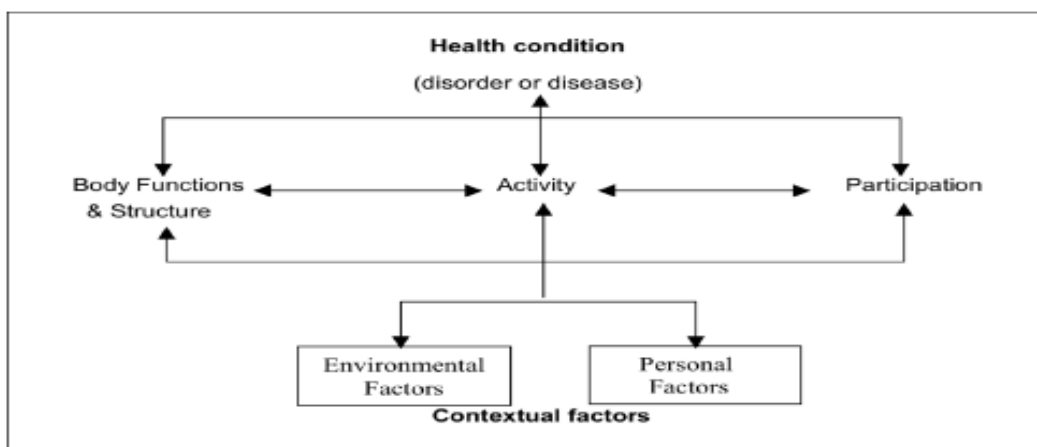 Health condition
(disorder or disease)
Body Functions
& Structure
Activity
Participation
Environmental
Factors
Personal
Factors
Contextual factors